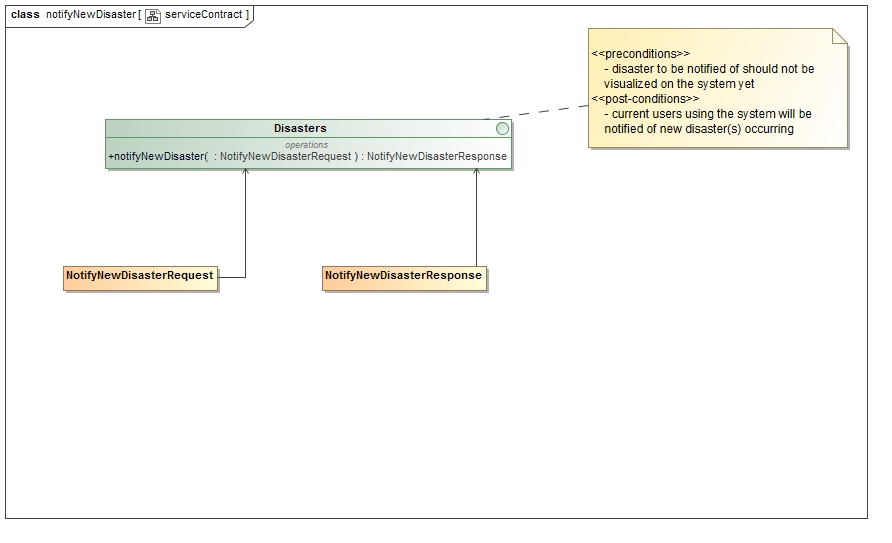 class notifyNewDisaster [ serviceContract ]
<<preconditions>>
- disaster to be notified of should not be
visualized on the system yet
<<post-conditions>>
- current users using the system will be
notified of new disaster(s) occurring
Disasters
operations
+notifyNewDisaster( : NotifyNewDisasterRequest ) : NotifyNewDisasterResponse
NotifyNewDisasterRequest
NotifyNewDisasterResponse